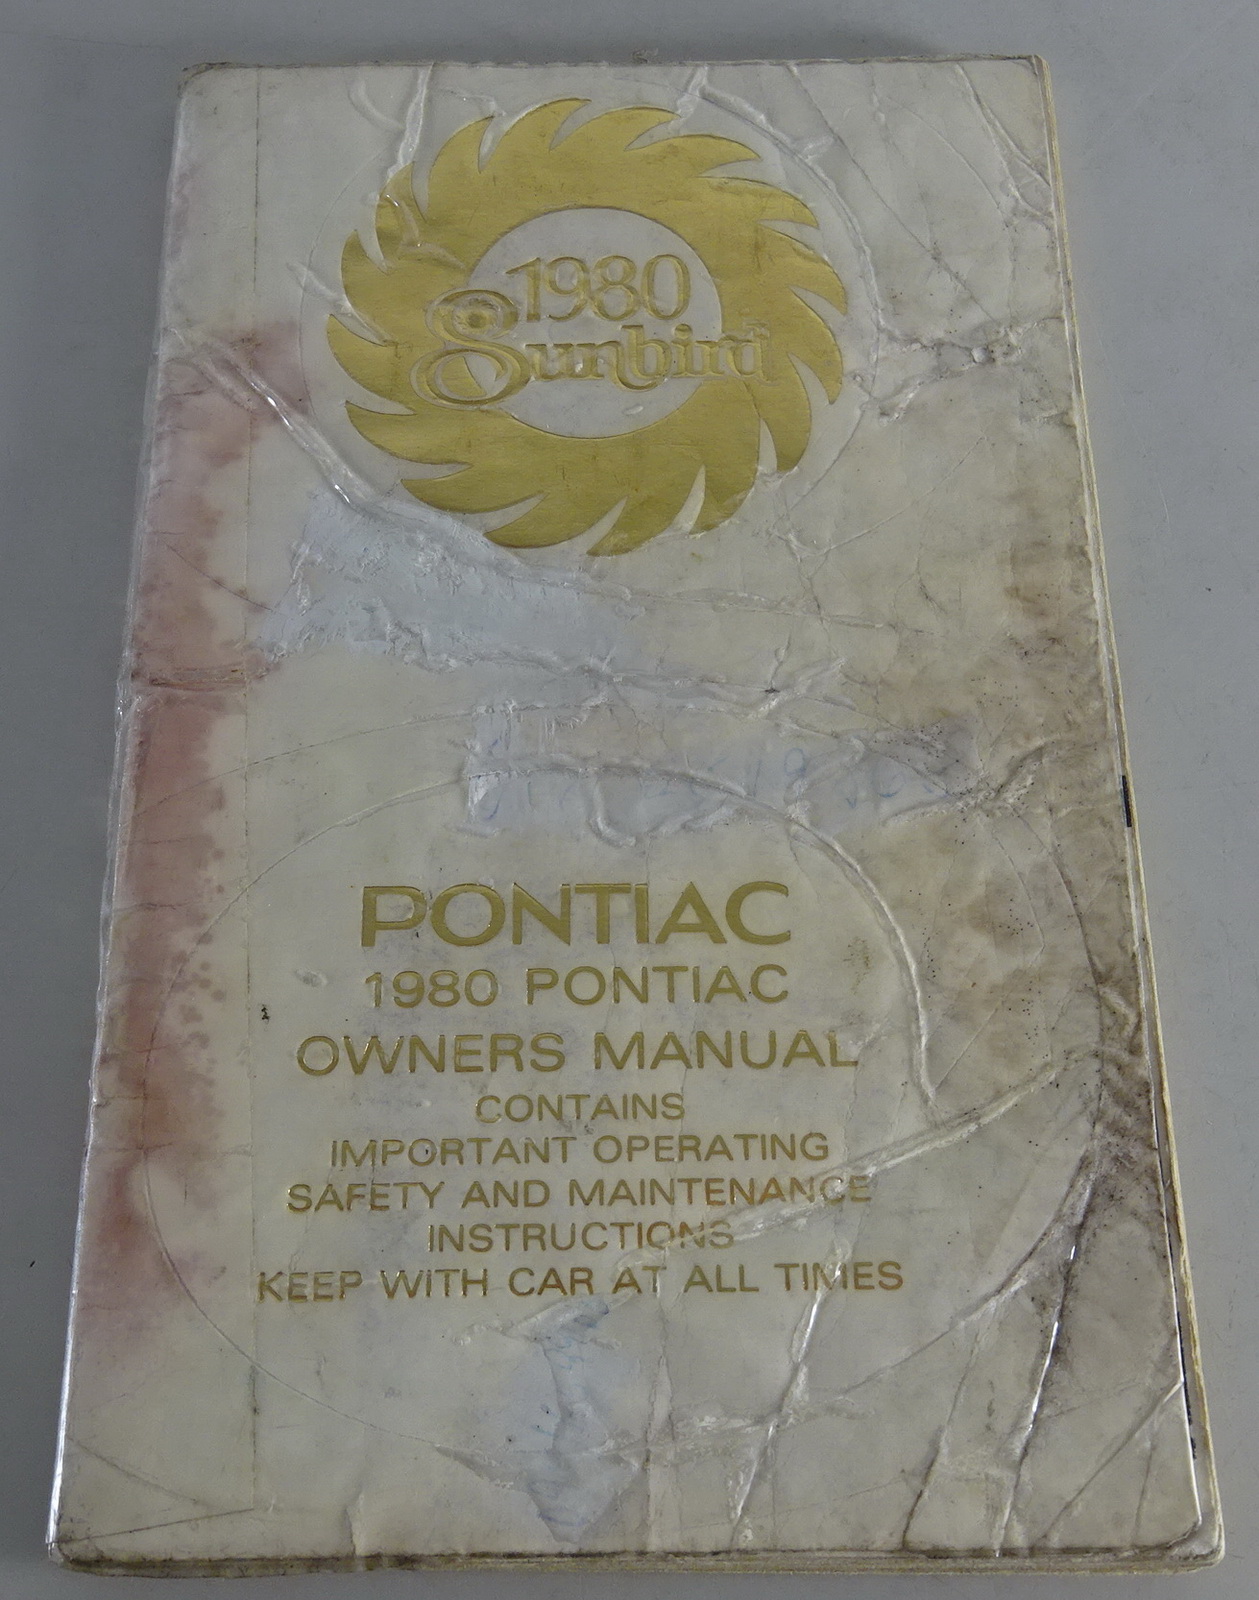 1980
Sunbird
PONTIAC
1980 PONTIAC
OWNERS MANUAL
CONTAINS
IMPORTANT OPERATING
SAFETY AND MAINTENANCE
INSTRUCTIONS
KEEP WITH CAR AT ALL TIMES